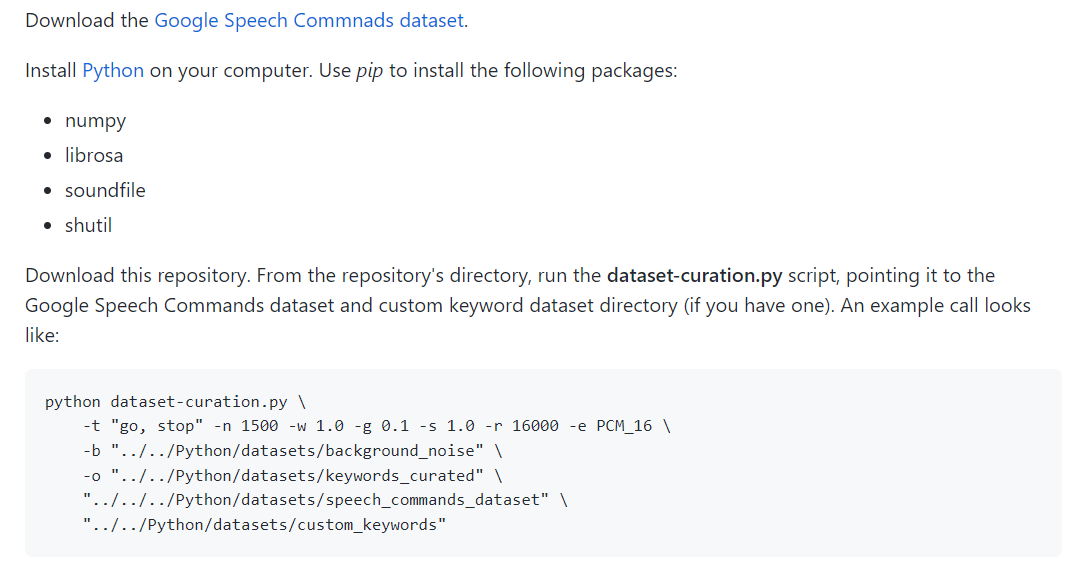 Download the Google Speech Commnads dataset.
Install Python on your computer. Use pip to install the following packages:
numpy
librosa
soundfile
shutil
Download this repository. From the repository's directory, run the dataset-curation.py script, pointing it to the
Google Speech Commands dataset and custom keyword dataset directory (if you have one). An example call looks
like:
python dataset-curation.py \
-t "go, stop" -n 1500 -w 1.0 -g 0.1 -s 1.0 -r 16000 -e PCM_16 \
-b "../../Python/datasets/background_noise" \
-o "../../Python/datasets/keywords_curated" \
"../../../Python/datasets/speech_commands_dataset" \
"../../Python/datasets/custom_keywords"